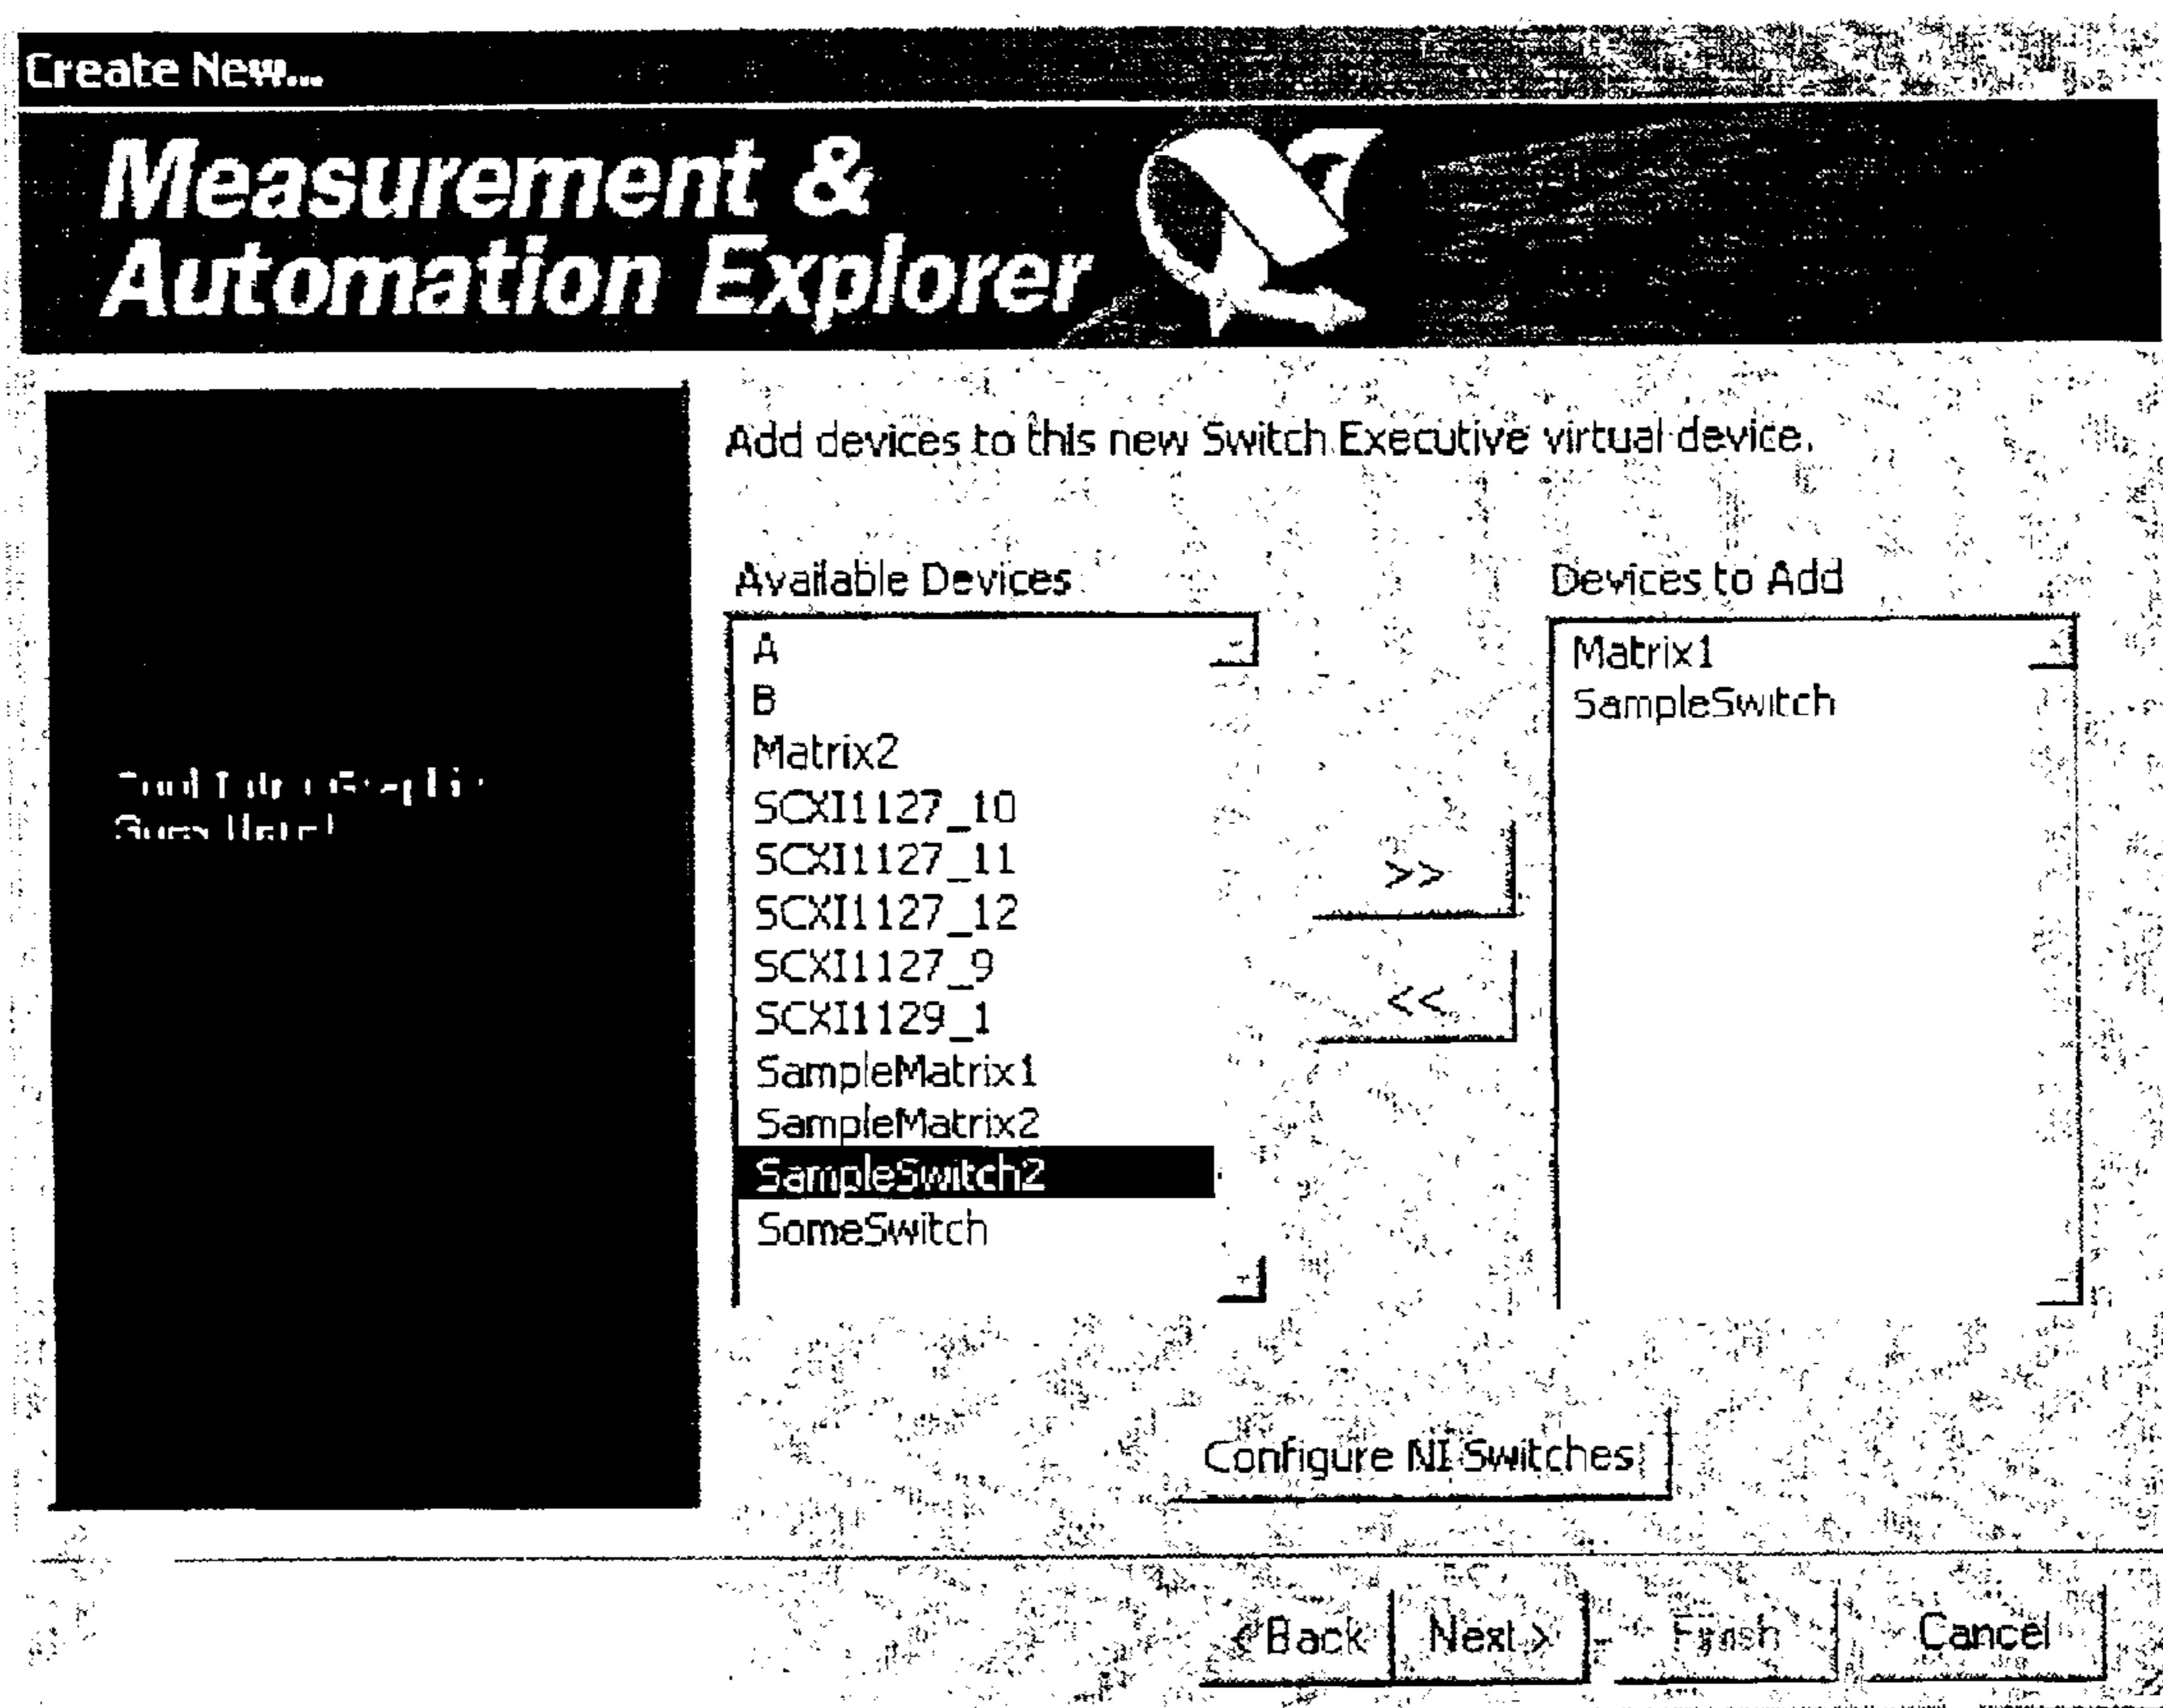 Create New...
Measurement &
Automation Explorer
Add devices to this new Switch Executive virtual device.
Available Devices
A
B
Matrix2
SCXI1127_10
SCXI1127_11
SCXI1127_12
SCXI1127_9
SCXI1129_1
SampleMatrix1
SampleMatrix2
SampleSwitch2
SomeSwitch
>>
<<
Devices to Add
Matrix1
SampleSwitch
Configure NI Switches
< Back
Next >
Finish
Cancel